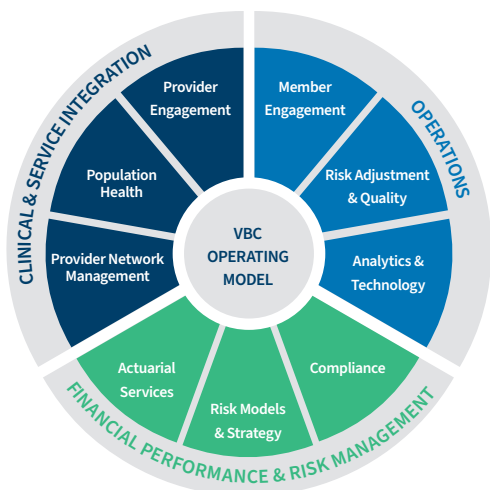 CLINICAL & SERVICE INTEGRATION
Provider
Engagement
Population
Health
Provider Network
Management
OPERATIONS
Member
Engagement
Risk Adjustment
& Quality
Analytics &
Technology
VBC
OPERATING
MODEL
Actuarial
Services
Risk Models
& Strategy
Compliance
FINANCIAL PERFORMANCE & RISK MANAGEMENT